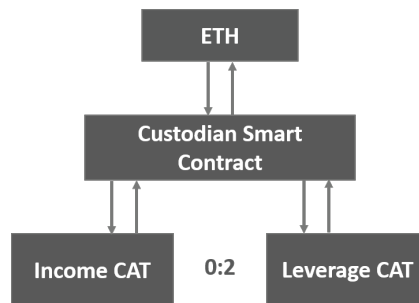 ETH
Custodian Smart
Contract
Income CAT
0:2
Leverage CAT